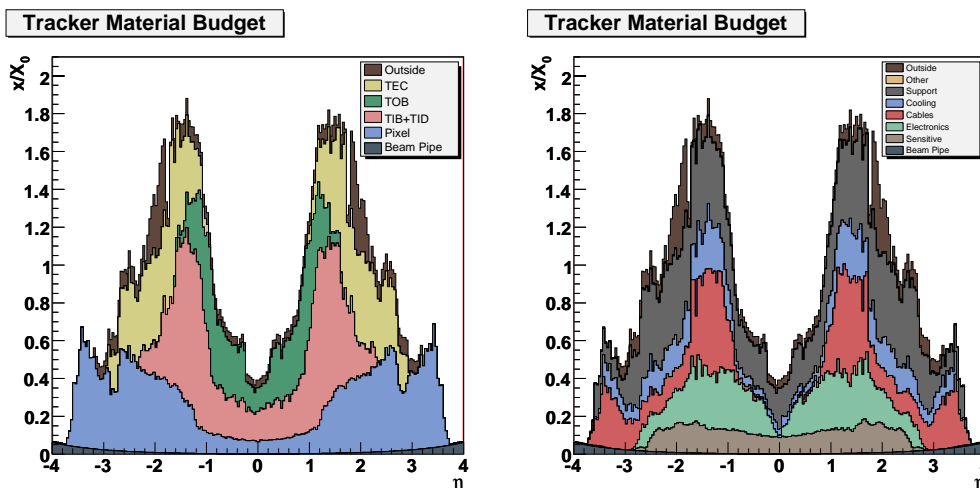 Tracker Material Budget
x/X0
2
1.8
1.6
1.4
1.2
1
0.8
0.6
0.4
0.2
0
Outside
TEC
TOB
TIB+TID
Pixel
Beam Pipe
-4 -3 -2 -1 0 1 2 3 4
η
Tracker Material Budget
x/X0
2
1.8
1.6
1.4
1.2
1
0.8
0.6
0.4
0.2
0
Outside
Other
Support
Cooling
Cables
Electronics
Sensitive
Beam Pipe
-4 -3 -2 -1 0 1 2 3